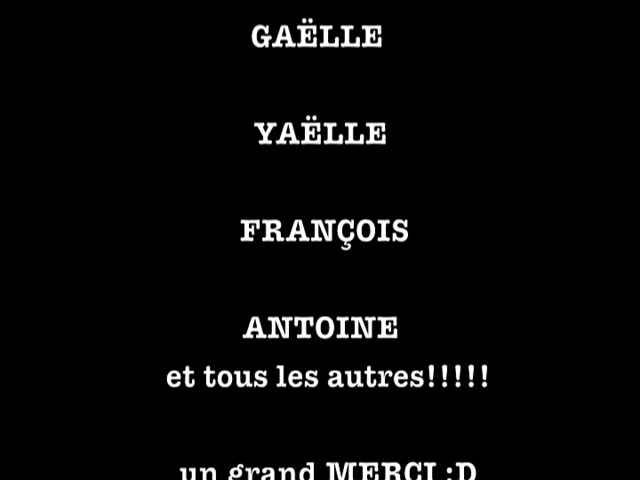 GAËLLE
YAËLLE
FRANÇOIS
ANTOINE
et tous les autres!!!!!
un grand MERCI :D